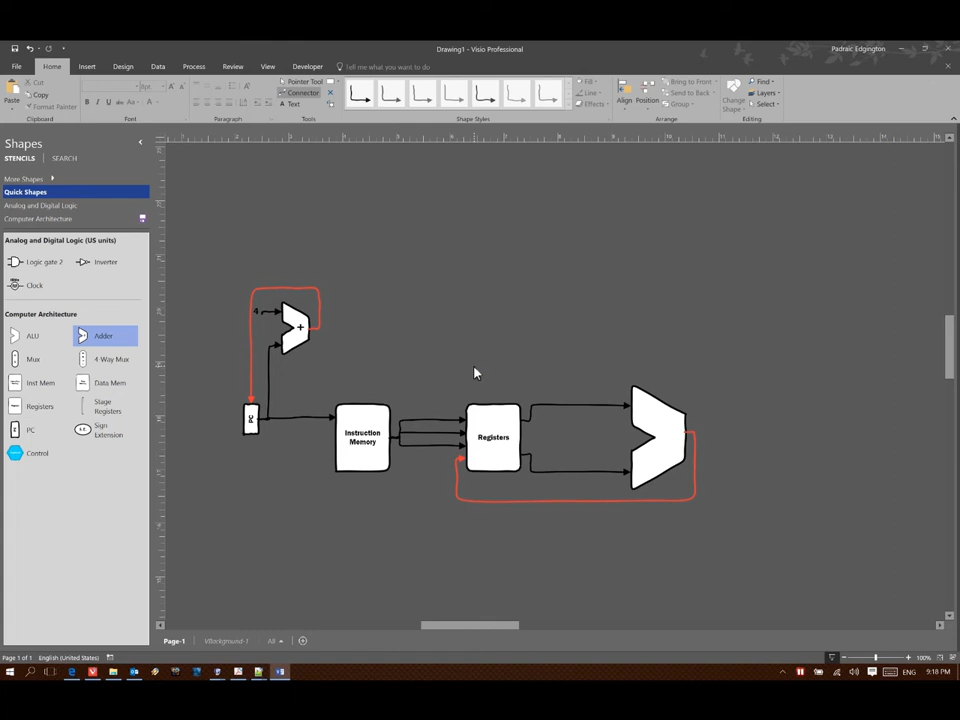 Drawing1 - Visio Professional
Padraic Edgington
File Home Insert Design Data Process Review View Developer Tell me what you want to do
Paste
Cut
Copy
Format Painter
Clipboard
8pt.
B I U abc Aa A
Font
Paragraph
Pointer Tool
Connector
Text
Tools
Shape Styles
Fill
Line
Effects
Align
Position
Bring to Front
Send to Back
Group
Arrange
Change Shape
Find
Layers
Select
Editing
Shapes
STENCILS SEARCH
More Shapes
Quick Shapes
Analog and Digital Logic
Computer Architecture
Analog and Digital Logic (US units)
Logic gate 2 Inverter
Clock
Computer Architecture
ALU Adder
Mux 4 Way Mux
Inst Mem Data Mem
Registers Stage Registers
PC Sign Extension
Control
4
+
PC
Instruction
Memory
Registers
Page-1 VBackground-1 All
Page 1 of 1 English (United States)
100%
ENG 9:18 PM